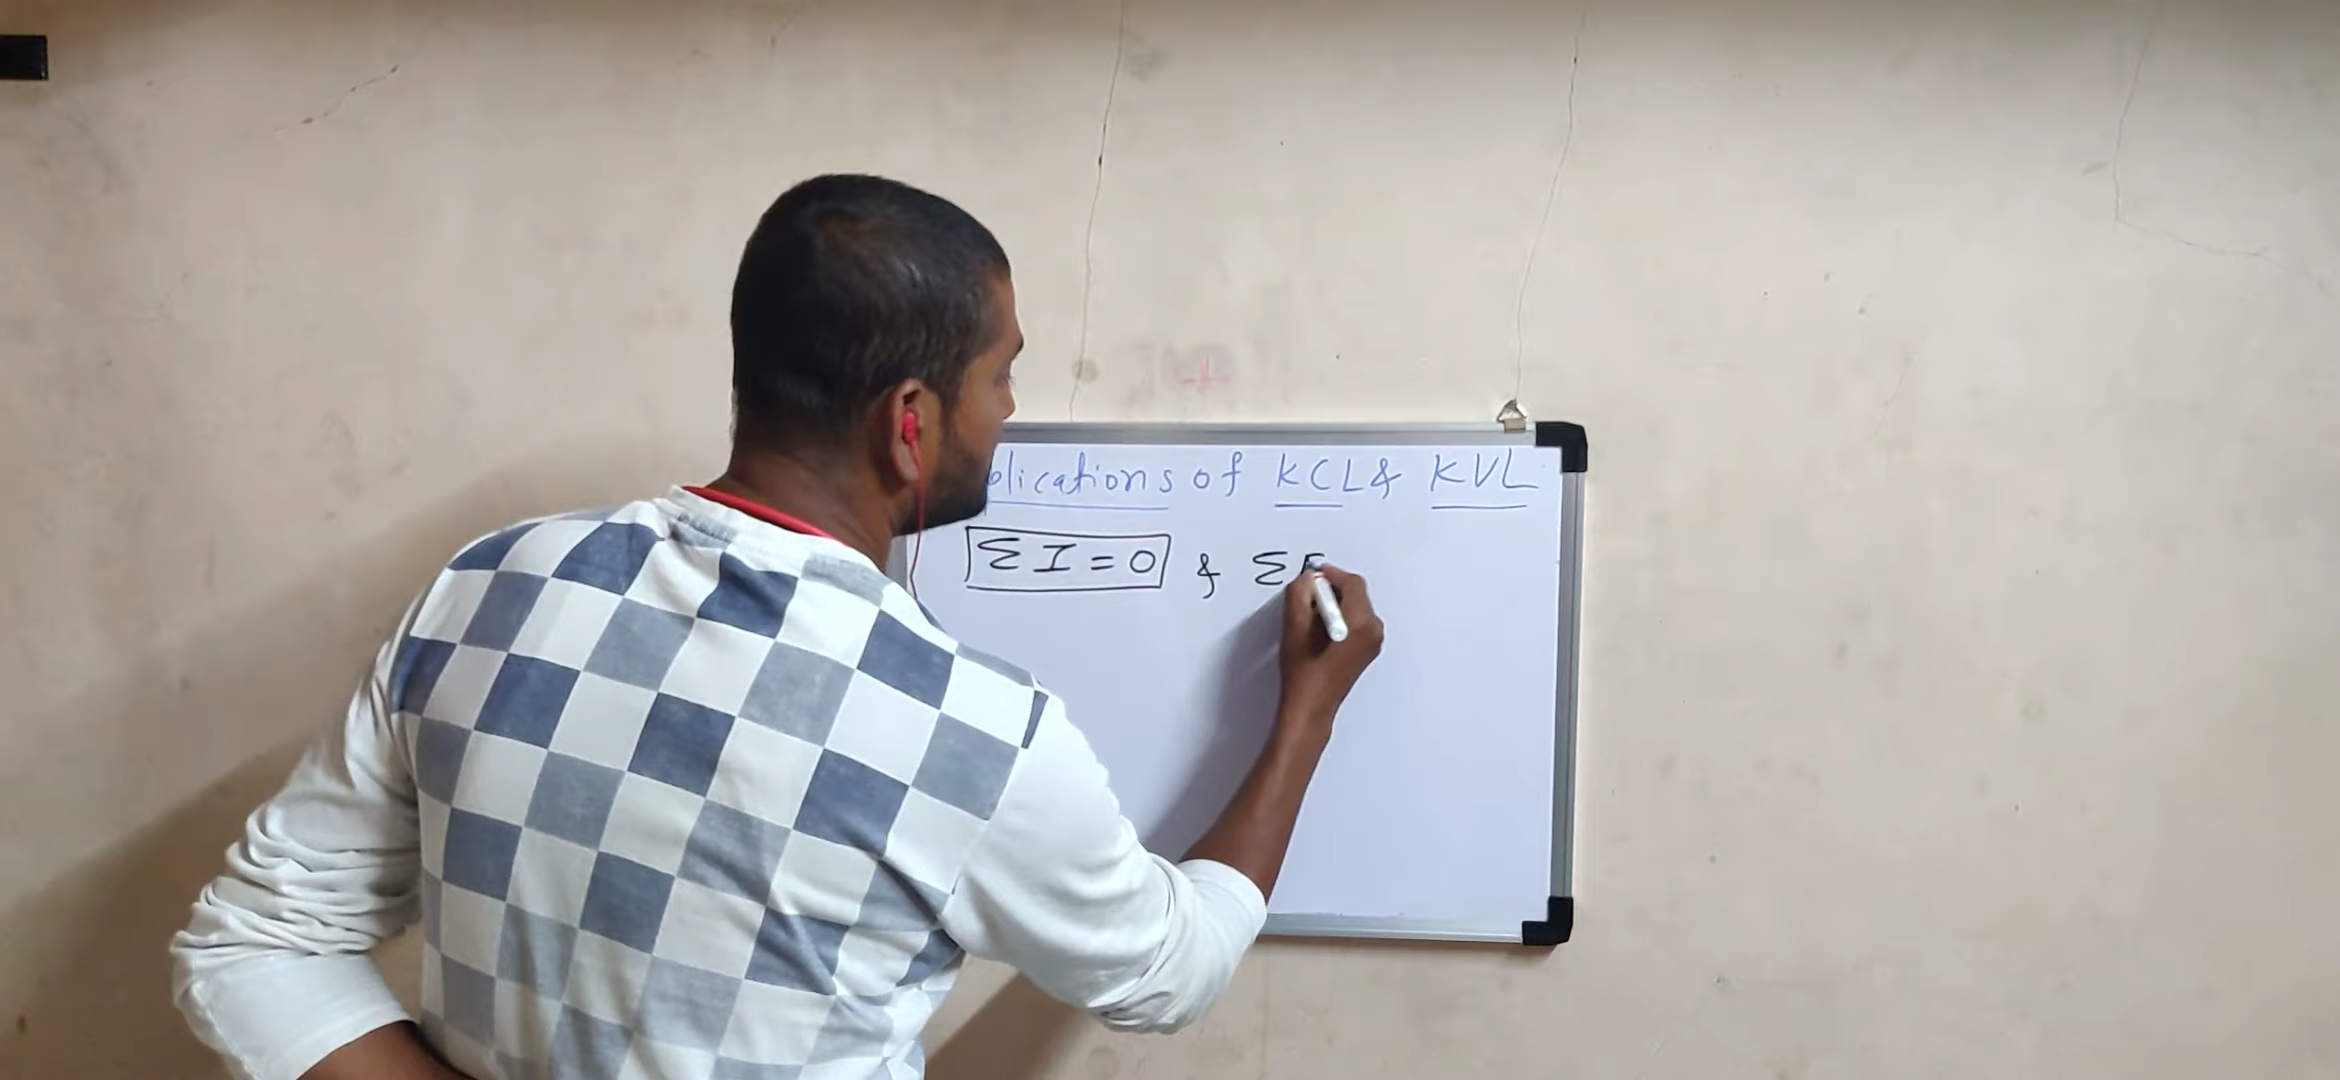 plications of KCL & KVL
ΣI=0 & Σ